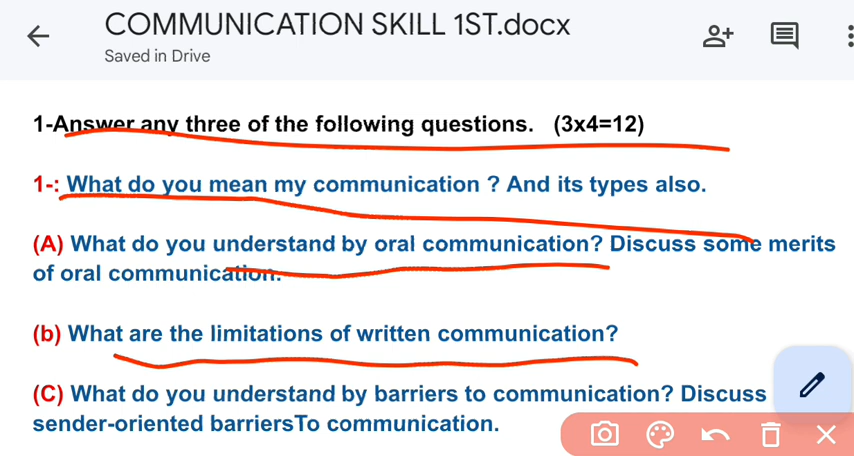 COMMUNICATION SKILL 1ST.docx
Saved in Drive
1-Answer any three of the following questions. (3x4=12)
1-: What do you mean my communication ? And its types also.
(A) What do you understand by oral communication? Discuss some merits
of oral communication.
(b) What are the limitations of written communication?
(C) What do you understand by barriers to communication? Discuss
sender-oriented barriersTo communication.